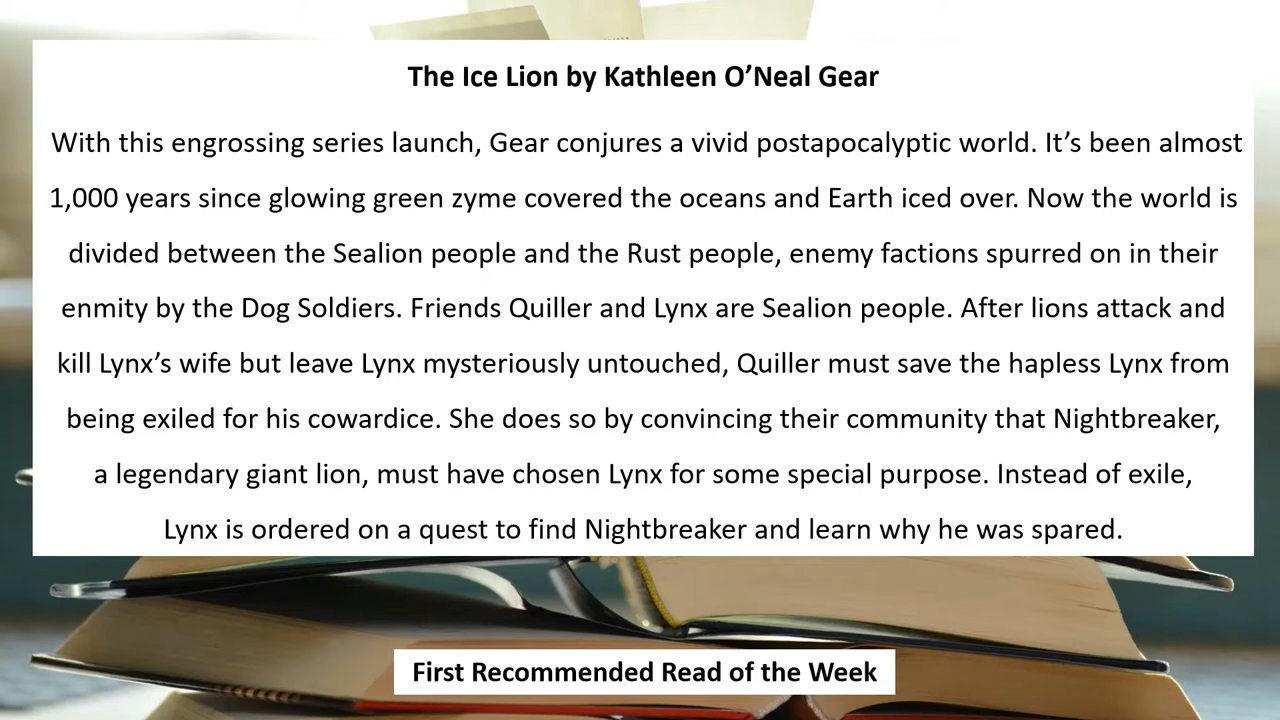 The Ice Lion by Kathleen O’Neal Gear
With this engrossing series launch, Gear conjures a vivid postapocalyptic world. It’s been almost
1,000 years since glowing green zyme covered the oceans and Earth iced over. Now the world is
divided between the Sealion people and the Rust people, enemy factions spurred on in their
enmity by the Dog Soldiers. Friends Quiller and Lynx are Sealion people. After lions attack and
kill Lynx’s wife but leave Lynx mysteriously untouched, Quiller must save the hapless Lynx from
being exiled for his cowardice. She does so by convincing their community that Nightbreaker,
a legendary giant lion, must have chosen Lynx for some special purpose. Instead of exile,
Lynx is ordered on a quest to find Nightbreaker and learn why he was spared.
First Recommended Read of the Week